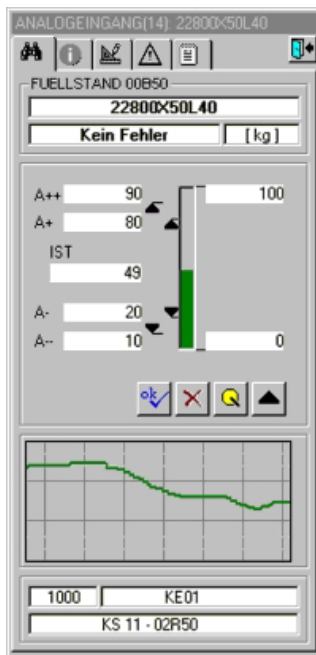 ANALOGEINGANG(14): 22800X50L40
FUELLSTAND 00B50
22800X50L40
Kein Fehler [kg]
A++ 90 100
A+ 80
IST
49
A- 20
A-- 10 0
ok
1000 KE01
KS 11 - 02R50